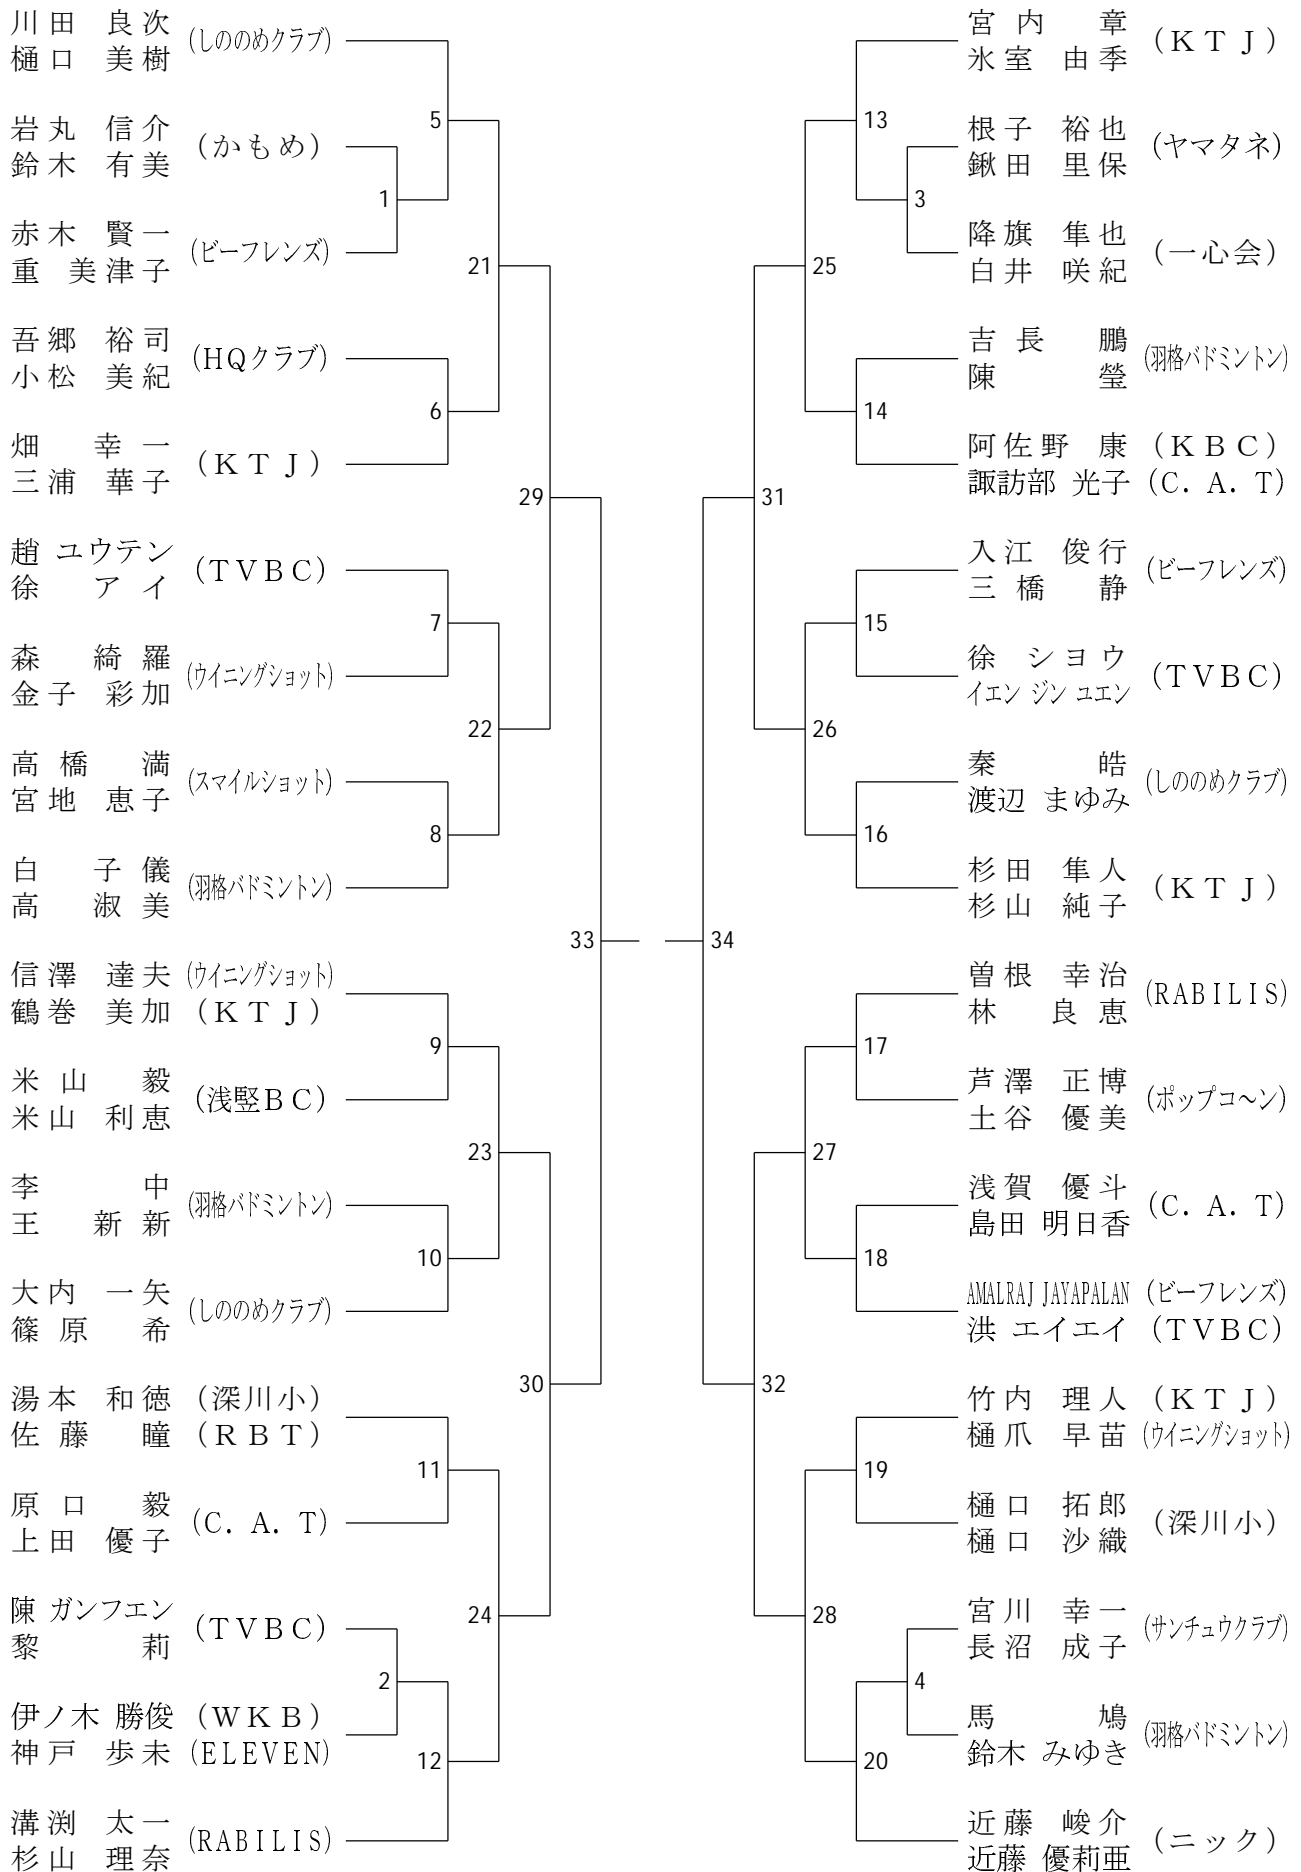 川田 良次 (しののめクラブ)
樋口 美樹
5
岩丸 信介 (かもめ)
鈴木 有美
1
赤木 賢一 (ビーフレンズ)
重 美津子
21
吾郷 裕司 (HQクラブ)
小松 美紀
6
畑 幸一 (KTJ)
三浦 華子
29
趙 ユウテン (TVBC)
徐 アイ
7
森 綺羅 (ウイニングショット)
金子 彩加
22
高橋 満 (スマイルショット)
宮地 恵子
8
白 子儀 (羽格バドミントン)
高 淑美
33
信澤 達夫 (ウイニングショット)
鶴巻 美加 (KTJ)
9
米山 毅 (浅竪BC)
米山 利恵
23
李 中 (羽格バドミントン)
王 新新
10
大内 一矢 (しののめクラブ)
篠原 希
30
湯本 和徳 (深川小)
佐藤 瞳 (RBT)
11
原口 毅 (C.A.T)
上田 優子
24
陳 ガンフエン (TVBC)
黎 莉
2
伊ノ木 勝俊 (WKB)
神戸 歩未 (ELEVEN)
12
溝渕 太一 (RABILIS)
杉山 理奈
宮内 章 (KTJ)
氷室 由季
13
根子 裕也 (ヤマタネ)
鍬田 里保
3
降旗 隼也 (一心会)
白井 咲紀
25
吉長 鵬 (羽格バドミントン)
陳 瑩
14
阿佐野 康 (KBC)
諏訪部 光子 (C.A.T)
31
入江 俊行 (ビーフレンズ)
三橋 静
15
徐 ショウ (TVBC)
イエン ジン ユエン
26
秦 皓 (しののめクラブ)
渡辺 まゆみ
16
杉田 隼人 (KTJ)
杉山 純子
34
曽根 幸治 (RABILIS)
林 良恵
17
芦澤 正博 (ポップコ～ン)
土谷 優美
27
浅賀 優斗 (C.A.T)
島田 明日香
18
AMALRAJ JAYAPALAN (ビーフレンズ)
洪 エイエイ (TVBC)
32
竹内 理人 (KTJ)
樋爪 早苗 (ウイニングショット)
19
樋口 拓郎 (深川小)
樋口 沙織
28
宮川 幸一 (サンチュウクラブ)
長沼 成子
4
馬 鳩 (羽格バドミントン)
鈴木 みゆき
20
近藤 峻介 (ニック)
近藤 優莉亜